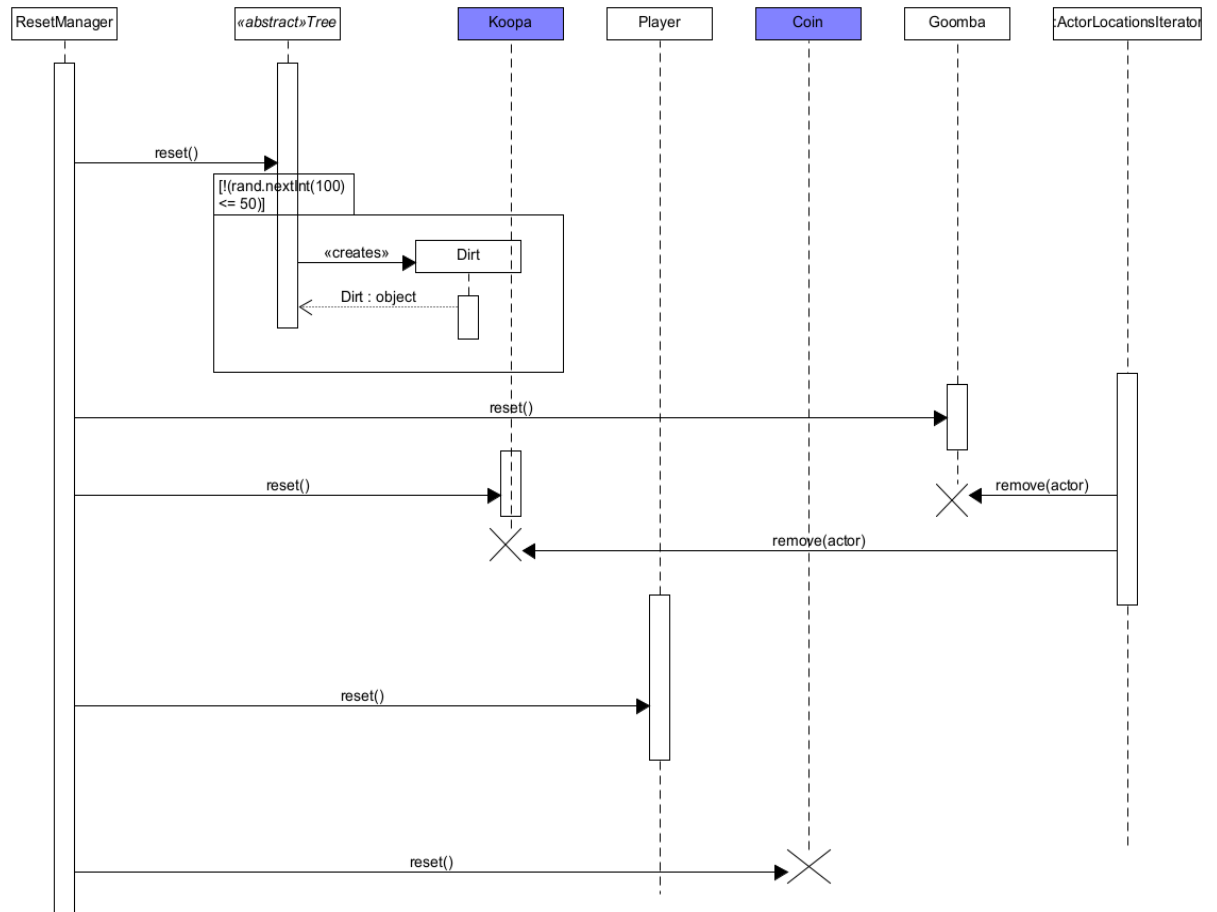 ResetManager
«abstract»Tree
Koopa
Player
Coin
Goomba
:ActorLocationsIterator
reset()
[!(rand.nextInt(100)
<= 50)]
«creates»
Dirt
Dirt : object
reset()
reset()
remove(actor)
remove(actor)
reset()
reset()